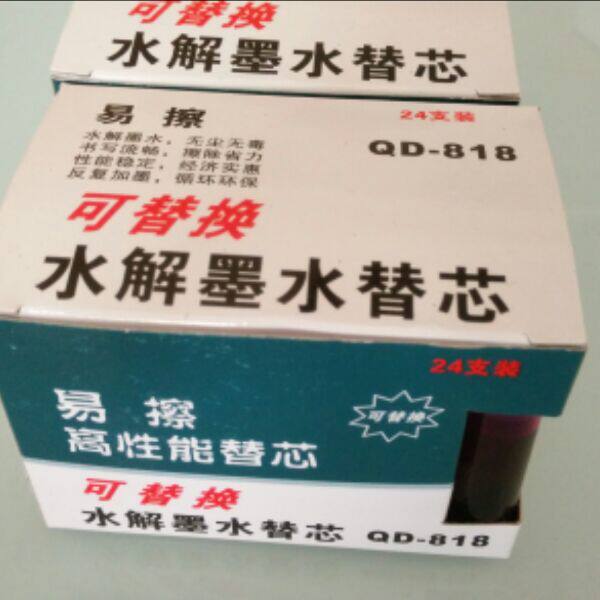 可替换
水解墨水替芯
易擦
24支装
水解墨水，无尘无毒
书写流畅，擦除省力
性能稳定，经济实惠
反复加墨，循环环保
QD-818
可替换
水解墨水替芯
24支装
易擦
可替换
高性能替芯
可替换
水解墨水替芯 QD-818